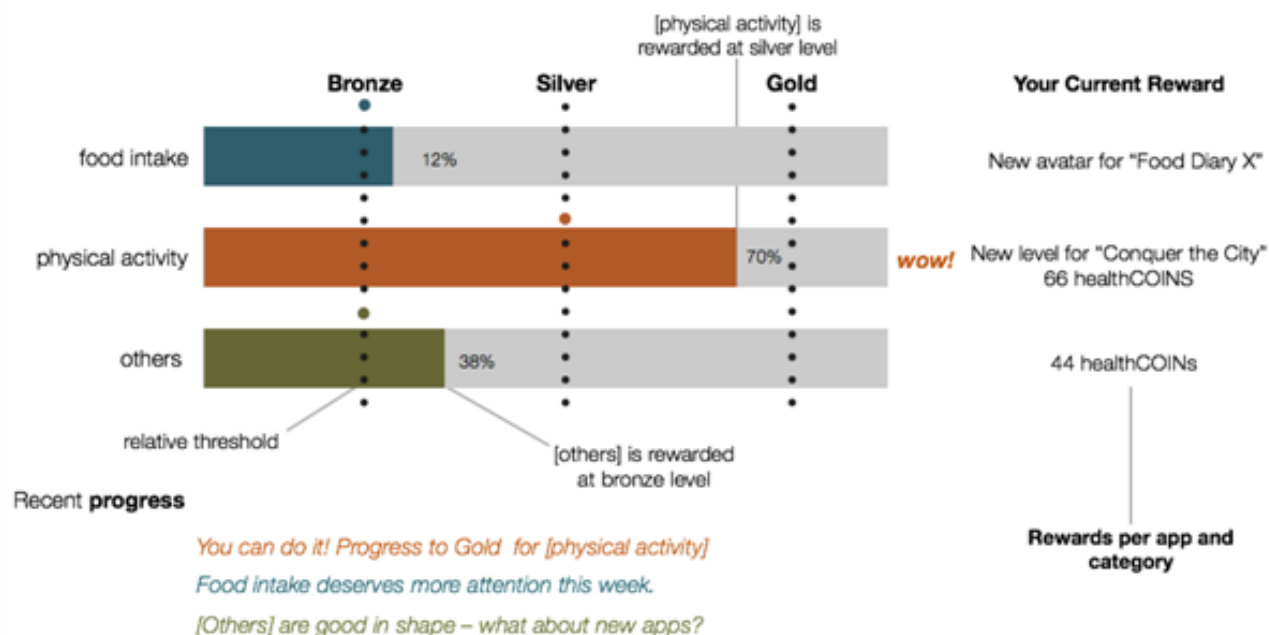 [physical activity] is
rewarded at silver level
Bronze
Silver
Gold
Your Current Reward
food intake
12%
New avatar for “Food Diary X”
physical activity
70%
wow!
New level for “Conquer the City”
66 healthCOINS
others
38%
44 healthCOINs
relative threshold
[others] is rewarded
at bronze level
Recent progress
You can do it! Progress to Gold for [physical activity]
Food intake deserves more attention this week.
[Others] are good in shape – what about new apps?
Rewards per app and
category